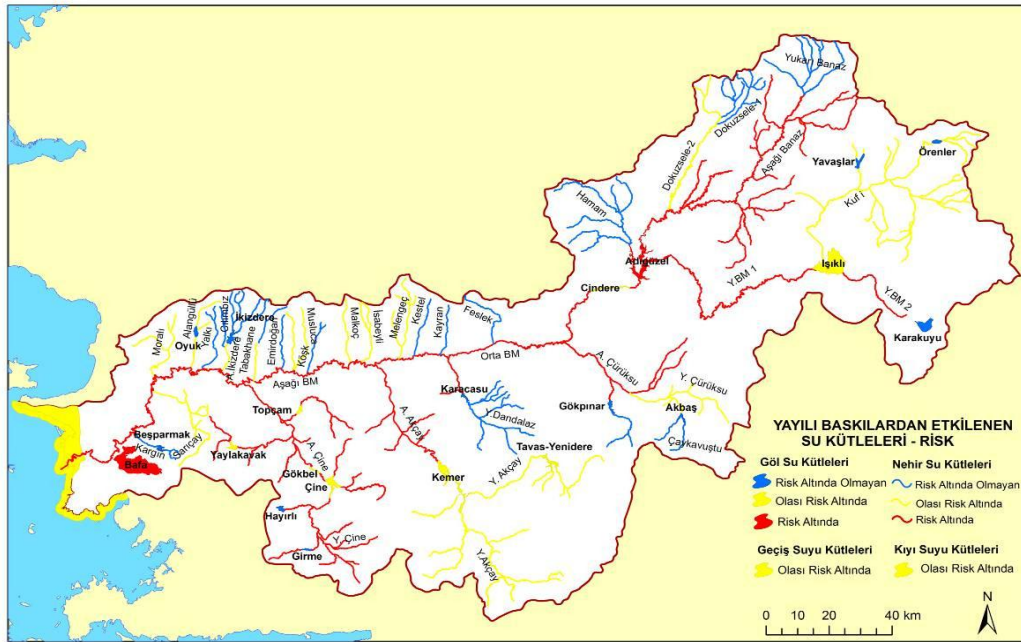 Yukarı Banaz
Dokuzsele-1
Dokuzsele-2
Aşağı Banaz
Yavaşlar
Örenler
Kufi
Hamam
Adıgüzel
Işıklı
Y.BM 1
Y.BM 2
Karakuyu
Cindere
Moralı
Alangüllü
Oyuk
Yalkı
İkizdere
A.İkizdere
Tabakhane
Emirdoğan
Köşk
Musluca
Malkoç
İsabeyli
Melengeç
Kestel
Kayran
Feslek
Orta BM
Aşağı BM
A. Çürüksu
Y. Çürüksu
Gökpınar
Akbaş
Çaykavuştu
Karacasu
Y.Dandalaz
Tavas-Yenidere
Topçam
A. Akçay
Beşparmak
Kargın
Sarıçay
Bafa
Yaylakavak
A. Çine
Gökbel
Çine
Kemer
Y. Akçay
Hayırlı
Y. Çine
Girme
Y.Akçay
YAYILI BASKILARDAN ETKİLENEN
SU KÜTLELERİ - RİSK
Göl Su Kütleleri
Risk Altında Olmayan
Olası Risk Altında
Risk Altında
Nehir Su Kütleleri
Risk Altında Olmayan
Olası Risk Altında
Risk Altında
Geçiş Suyu Kütleleri
Olası Risk Altında
Kıyı Suyu Kütleleri
Olası Risk Altında
N
0 20 40 km